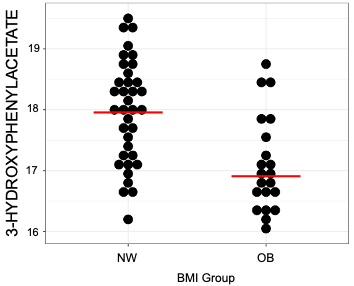 3-HYDROXYPHENYLACETATE
19
18
17
16
NW
OB
BMI Group